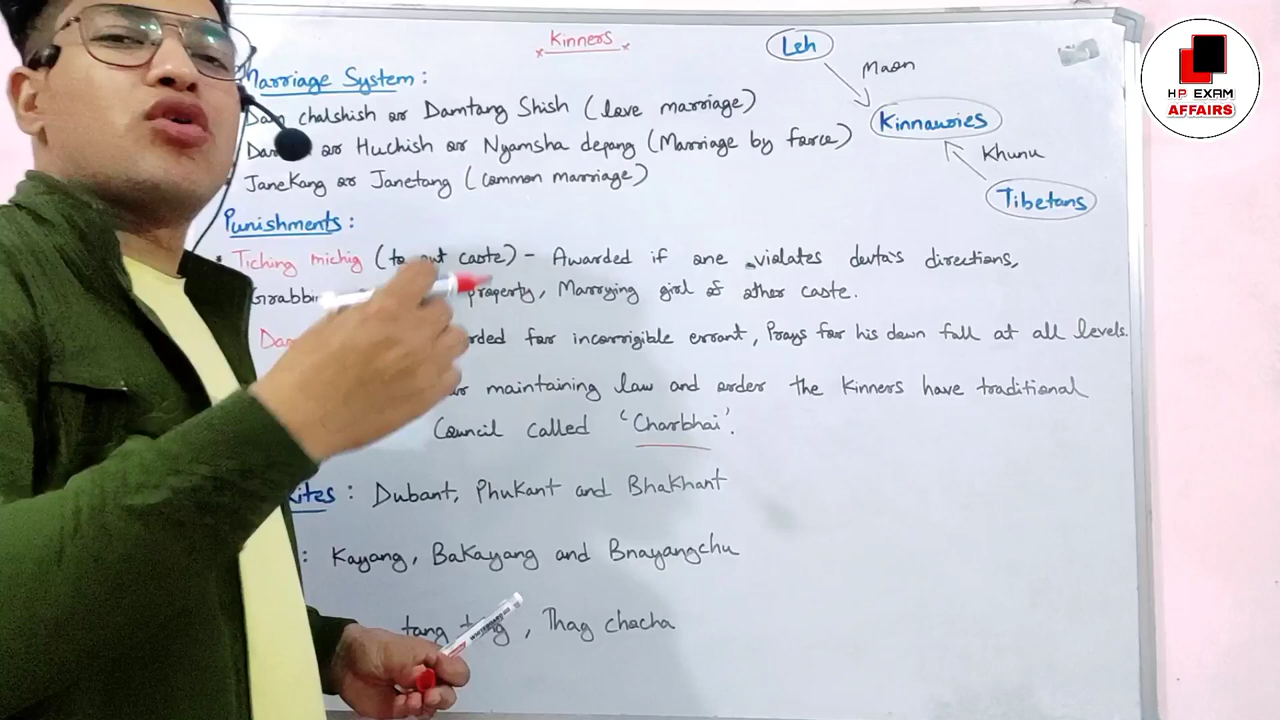 Kinners
Leh
Maon
Kinnauries
Khunu
Tibetans
HP EXAM
AFFAIRS
Marriage System :
chalshish or Damtang Shish (love marriage)
or Huchish or Nyamsha depang (Marriage by force)
Janekang or Janetang (common marriage)
Punishments :
Tiching michig (to out caste) - Awarded if one violates devta's directions,
property, Marrying girl of other caste.
for incorrigible errant, Prays for his down fall at all levels.
maintaining law and order the Kinners have traditional
Council called 'Charbhai'.
: Dubant, Phukant and Bhakhant
: Kayang, Bakayang and Bnayangchu
tang , Thag chacha
WHITEBOARD